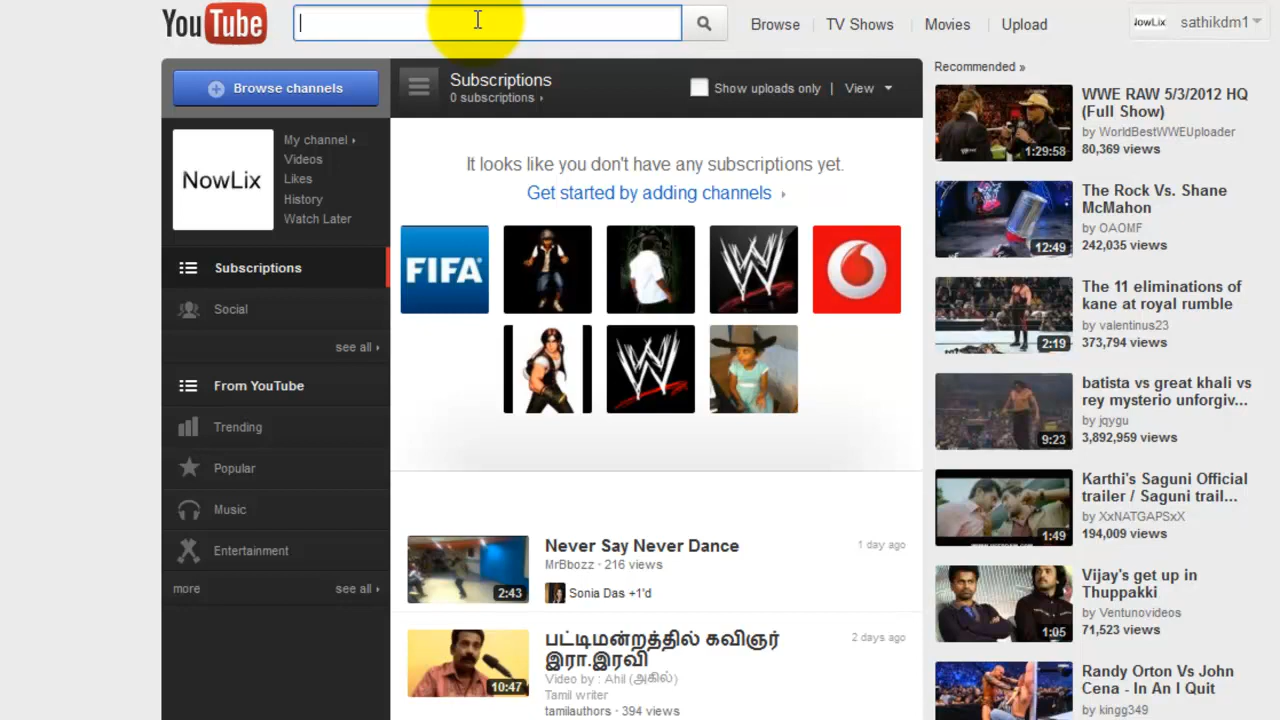 YouTube
Browse
TV Shows
Movies
Upload
NowLix
sathikdm1
Browse channels
NowLix
My channel
Videos
Likes
History
Watch Later
Subscriptions
Social
see all
From YouTube
Trending
Popular
Music
Entertainment
more
see all
Subscriptions
0 subscriptions
Show uploads only | View
It looks like you don't have any subscriptions yet.
Get started by adding channels
FIFA
W
W
Never Say Never Dance
1 day ago
MrBbozz · 216 views
2:43
Sonia Das +1'd
பட்டிமன்றத்தில் கவிஞர்
இரா.இரவி
2 days ago
Video by : Ahil (அகில்)
10:47
Tamil writer
tamilauthors · 394 views
Recommended »
WWE RAW 5/3/2012 HQ
(Full Show)
by WorldBestWWEUploader
80,369 views
1:29:58
The Rock Vs. Shane
McMahon
by OAOMF
242,035 views
12:49
The 11 eliminations of
kane at royal rumble
by valentinus23
373,794 views
2:19
batista vs great khali vs
rey mysterio unforgiv...
by jqygu
3,892,959 views
9:23
Karthi's Saguni Official
trailer / Saguni trail...
by XxNATGAPSxX
194,009 views
1:49
Vijay's get up in
Thuppakki
by Ventunovideos
71,523 views
1:05
Randy Orton Vs John
Cena - In An I Quit
by kingg349